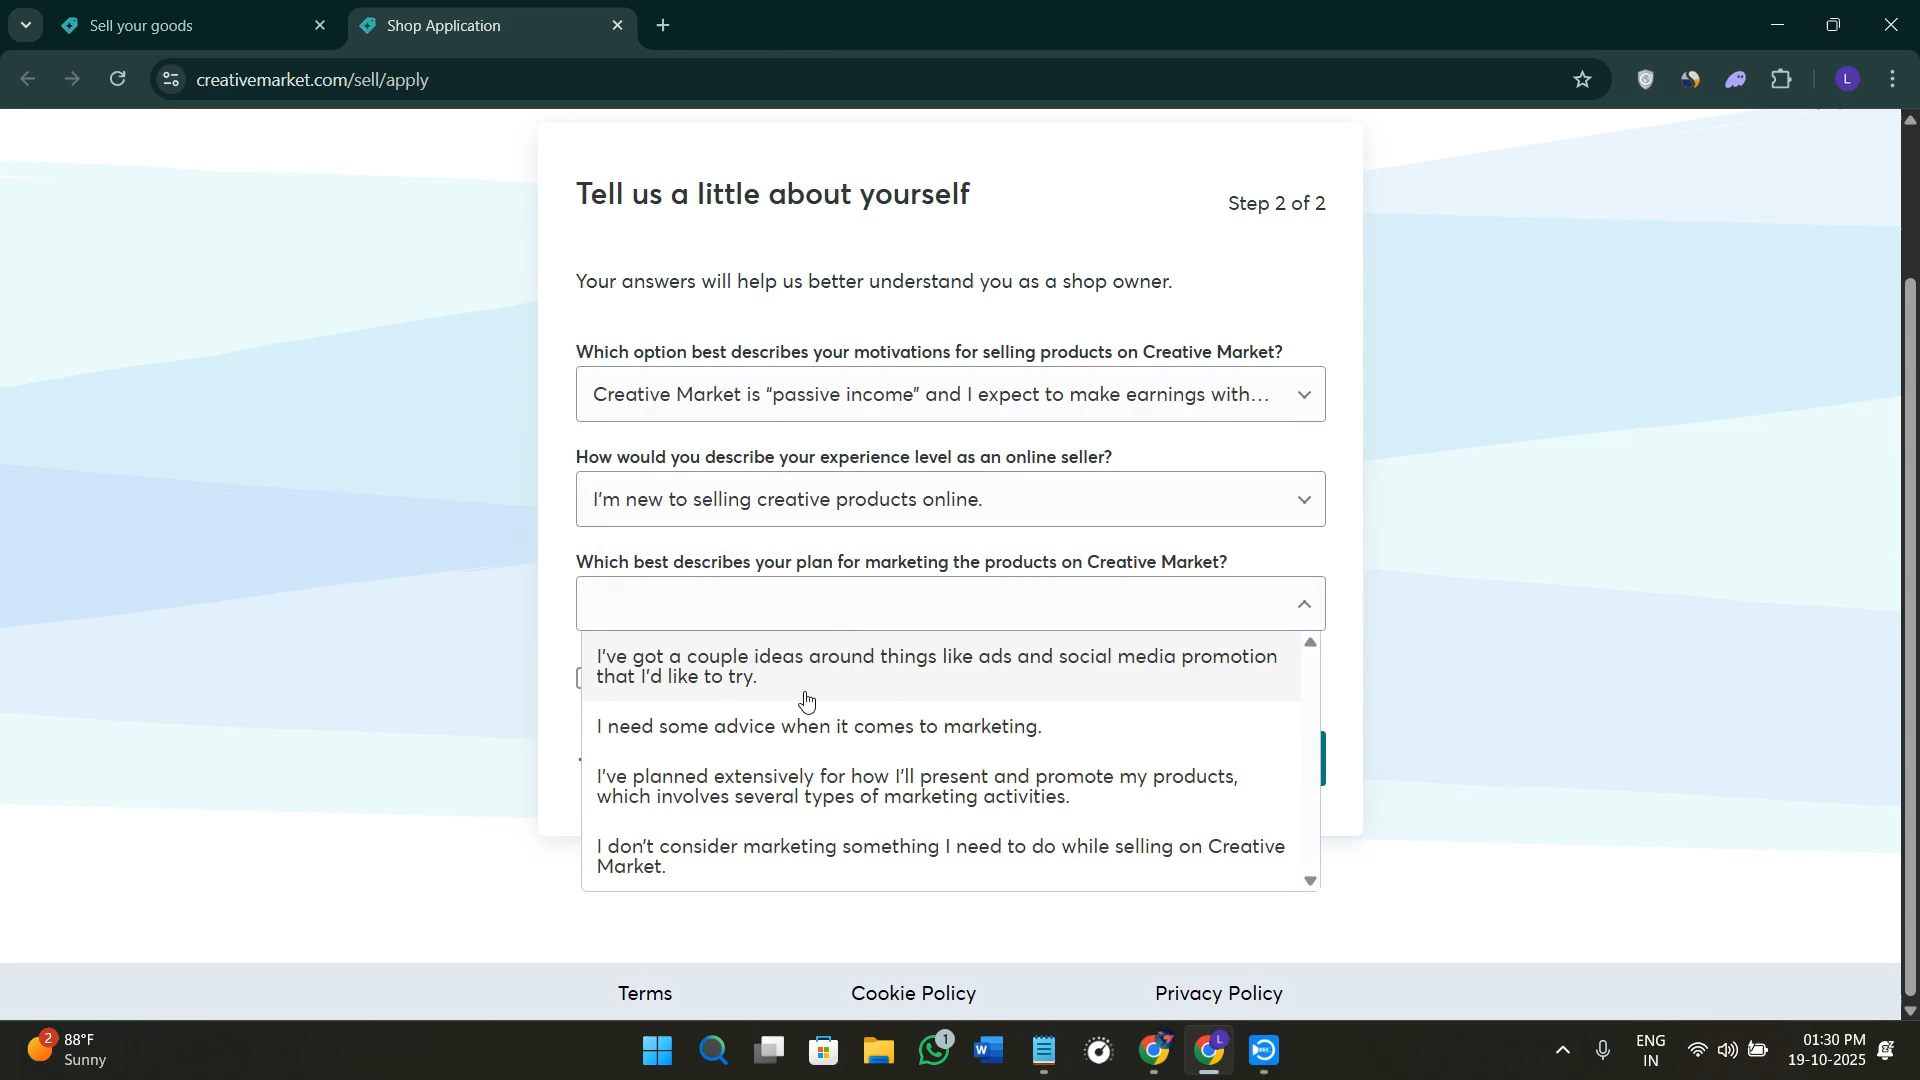 Sell your goods
Shop Application
creativemarket.com/sell/apply
L
Tell us a little about yourself
Step 2 of 2
Your answers will help us better understand you as a shop owner.
Which option best describes your motivations for selling products on Creative Market?
Creative Market is “passive income” and I expect to make earnings with...
How would you describe your experience level as an online seller?
I'm new to selling creative products online.
Which best describes your plan for marketing the products on Creative Market?
I've got a couple ideas around things like ads and social media promotion
that I'd like to try.
I need some advice when it comes to marketing.
I've planned extensively for how I'll present and promote my products,
which involves several types of marketing activities.
I don't consider marketing something I need to do while selling on Creative
Market.
Terms
Cookie Policy
Privacy Policy
2
88°F
Sunny
1
W
L
REC
ENG
IN
01:30 PM
19-10-2025